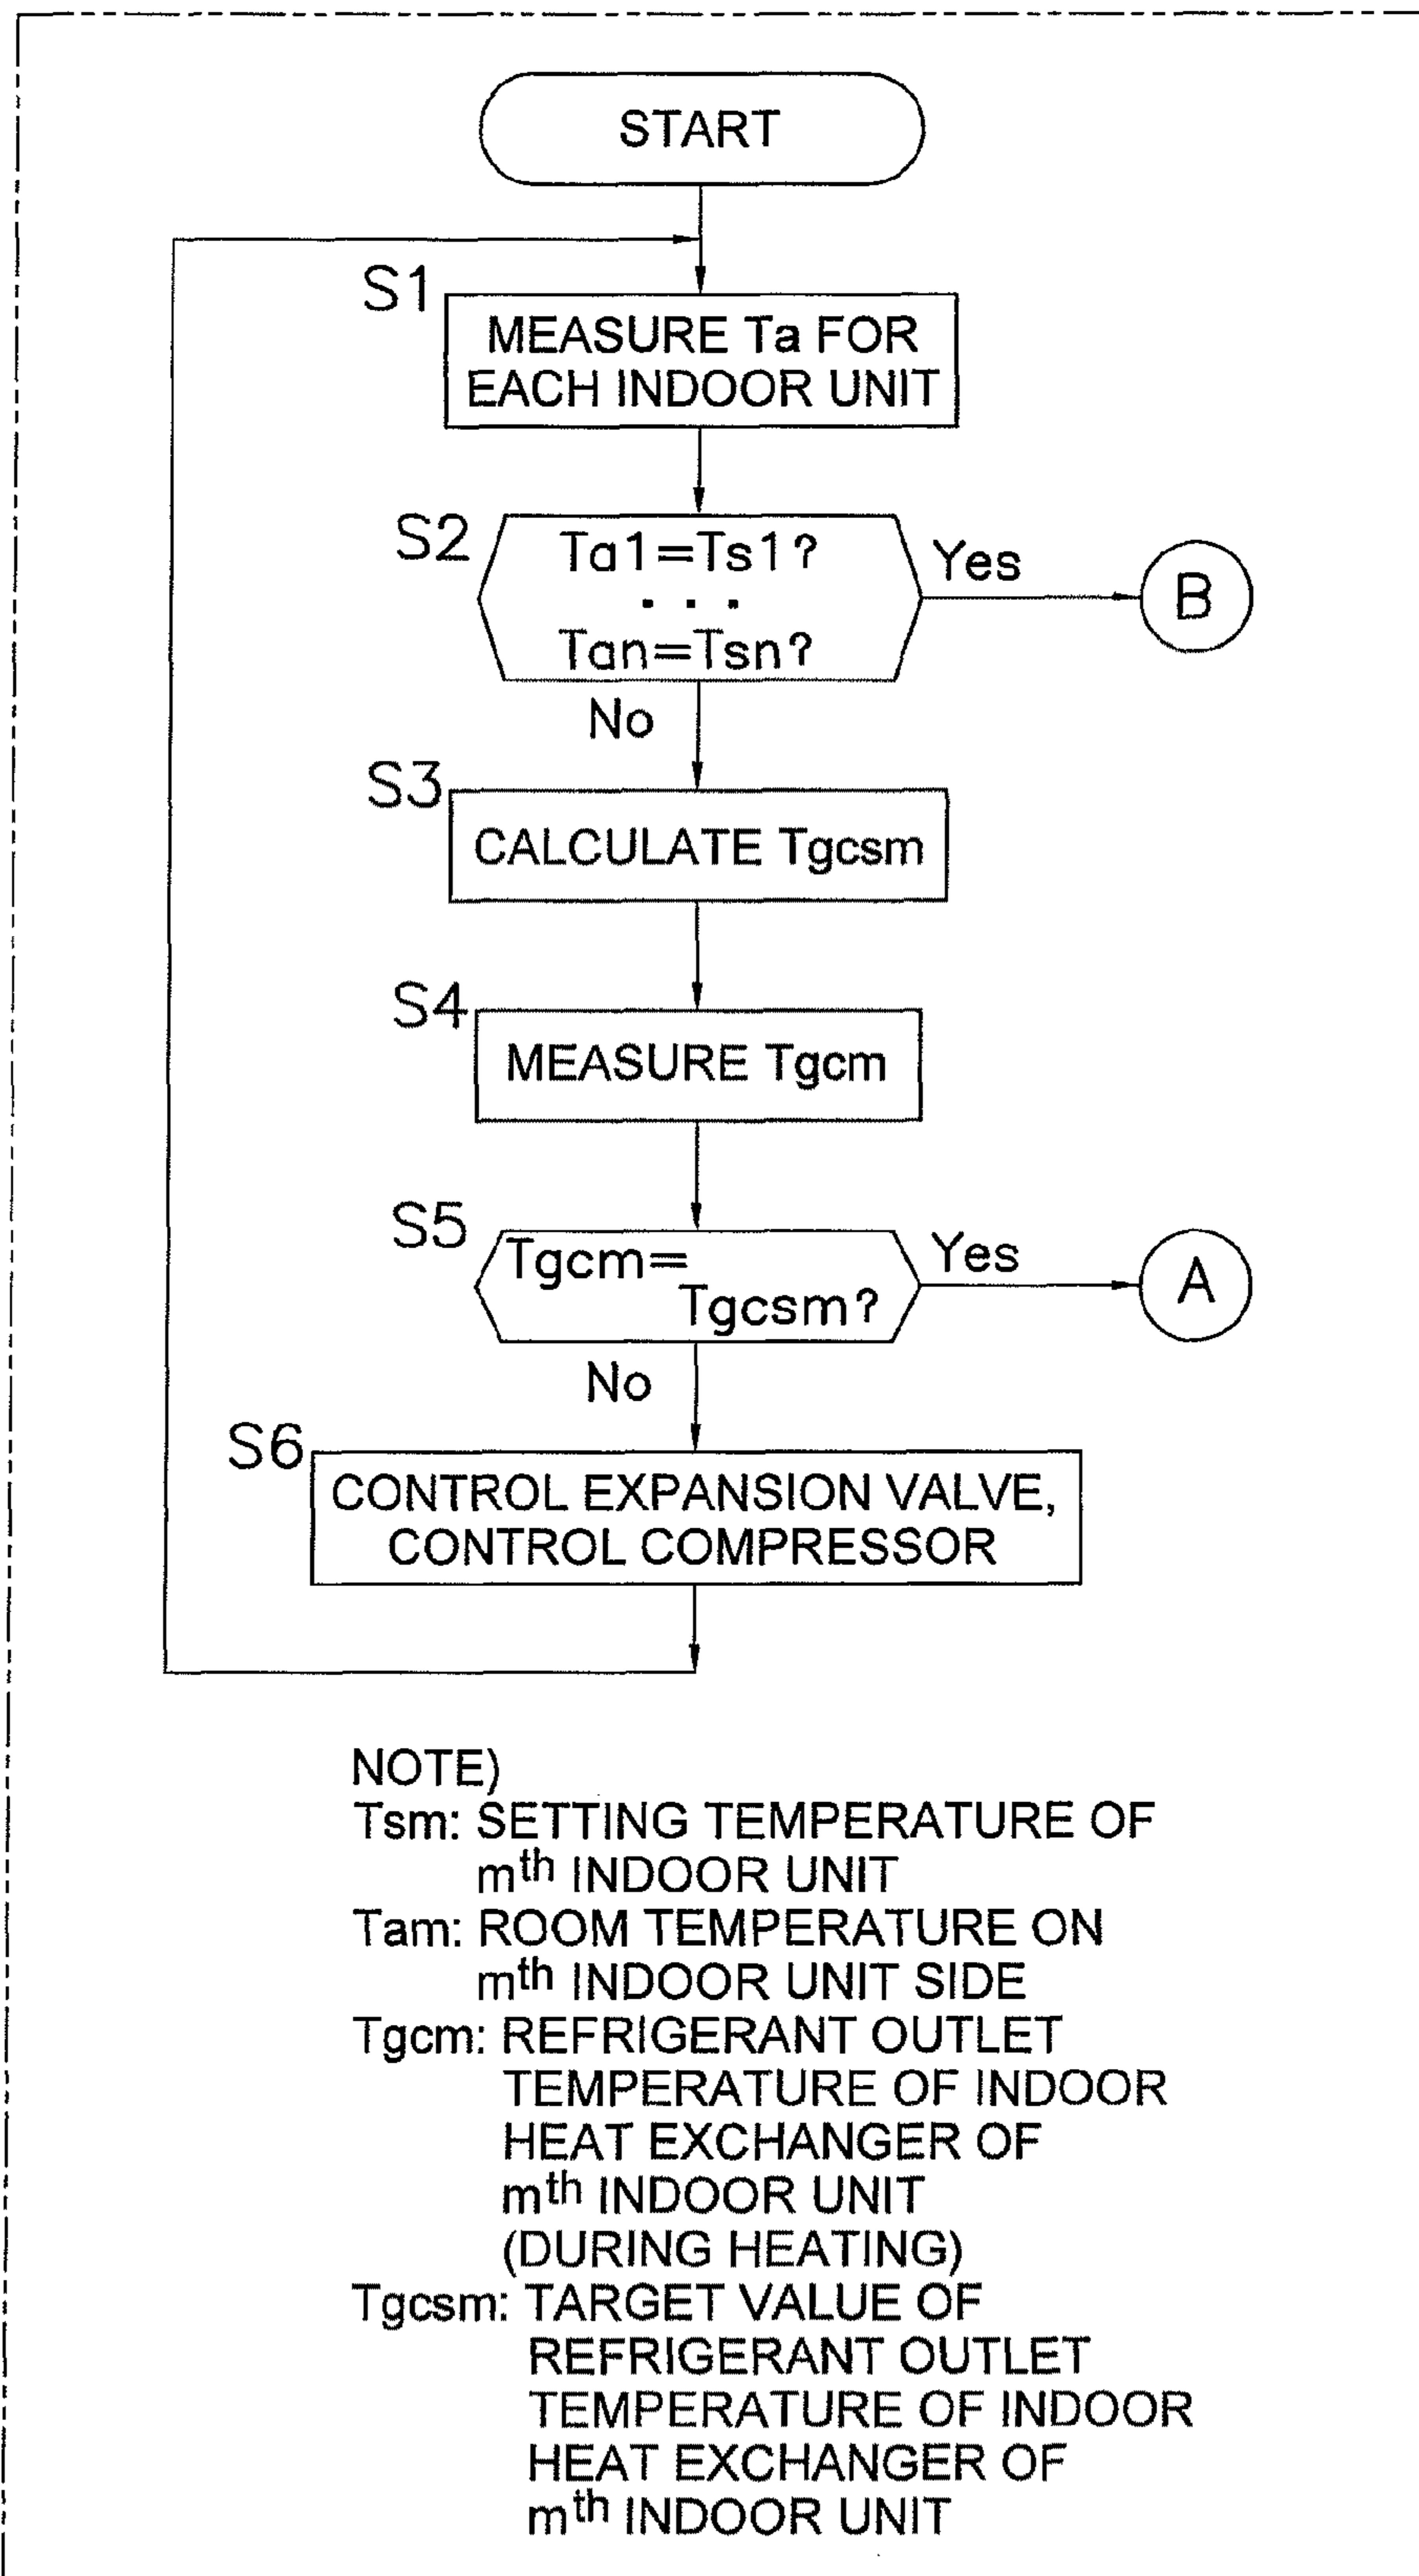 START
S1
MEASURE Ta FOR
EACH INDOOR UNIT
S2
Ta1=Ts1?
. . .
Tan=Tsn?
Yes
B
No
S3
CALCULATE Tgcsm
S4
MEASURE Tgcm
S5
Tgcm=
Tgcsm?
Yes
A
No
S6
CONTROL EXPANSION VALVE,
CONTROL COMPRESSOR
NOTE)
Tsm: SETTING TEMPERATURE OF
mth INDOOR UNIT
Tam: ROOM TEMPERATURE ON
mth INDOOR UNIT SIDE
Tgcm: REFRIGERANT OUTLET
TEMPERATURE OF INDOOR
HEAT EXCHANGER OF
mth INDOOR UNIT
(DURING HEATING)
Tgcsm: TARGET VALUE OF
REFRIGERANT OUTLET
TEMPERATURE OF INDOOR
HEAT EXCHANGER OF
mth INDOOR UNIT